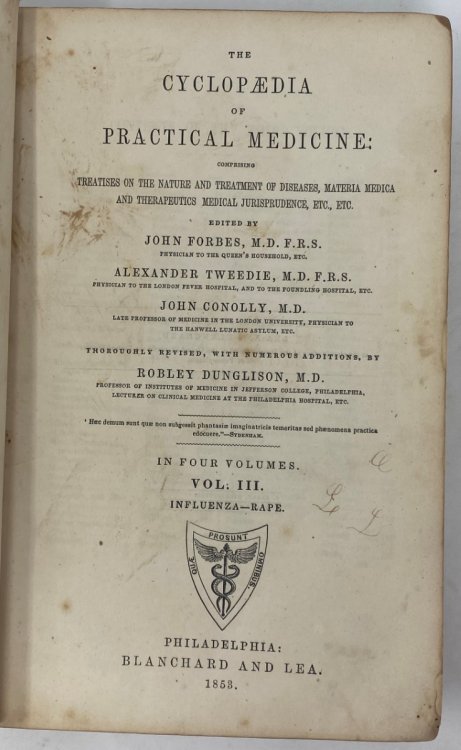 THE
CYCLOPÆDIA
OF
PRACTICAL MEDICINE:
COMPRISING
TREATISES ON THE NATURE AND TREATMENT OF DISEASES, MATERIA MEDICA
AND THERAPEUTICS MEDICAL JURISPRUDENCE, ETC., ETC.
EDITED BY
JOHN FORBES, M.D. F.R.S.
PHYSICIAN TO THE QUEEN'S HOUSEHOLD, ETC.
ALEXANDER TWEEDIE, M.D. F.R.S.
PHYSICIAN TO THE LONDON FEVER HOSPITAL, AND TO THE FOUNDLING HOSPITAL, ETC.
JOHN CONOLLY, M.D.
LATE PROFESSOR OF MEDICINE IN THE LONDON UNIVERSITY, PHYSICIAN TO
THE HANWELL LUNATIC ASYLUM, ETC.
THOROUGHLY REVISED, WITH NUMEROUS ADDITIONS, BY
ROBLEY DUNGLISON, M.D.
PROFESSOR OF INSTITUTES OF MEDICINE IN JEFFERSON COLLEGE, PHILADELPHIA,
LECTURER ON CLINICAL MEDICINE AT THE PHILADELPHIA HOSPITAL, ETC.
' Hæc demum sunt quæ non subgessit phantasiæ imaginatricis temeritas sed phænomena practica
edocuere."—SYDENHAM.
IN FOUR VOLUMES.
VOL. III.
INFLUENZA—RAPE.
QUÆ PROSUNT OMNIBUS.
PHILADELPHIA:
BLANCHARD AND LEA.
1853.